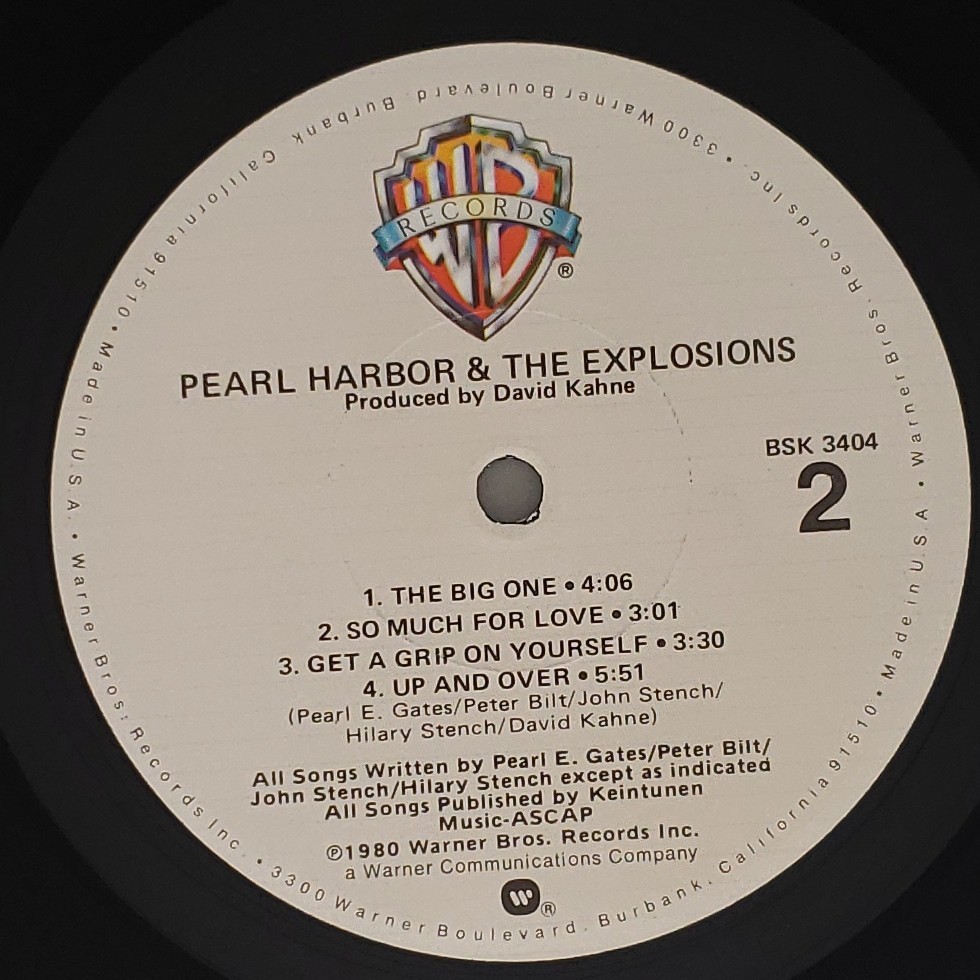 WB
RECORDS
®
PEARL HARBOR & THE EXPLOSIONS
Produced by David Kahne
BSK 3404
2
1. THE BIG ONE • 4:06
2. SO MUCH FOR LOVE • 3:01
3. GET A GRIP ON YOURSELF • 3:30
4. UP AND OVER • 5:51
(Pearl E. Gates/Peter Bilt/John Stench/
Hilary Stench/David Kahne)
All Songs Written by Pearl E. Gates/Peter Bilt/
John Stench/Hilary Stench except as indicated
All Songs Published by Keintunen
Music-ASCAP
℗1980 Warner Bros. Records Inc.
a Warner Communications Company
W ®
Warner Bros. Records Inc. • 3300 Warner Boulevard. Burbank. California 91510 • Made in U.S.A. • Warner Bros. Records Inc. • 3300 Warner Boulevard. Burbank. California 91510 • Made in U.S.A •